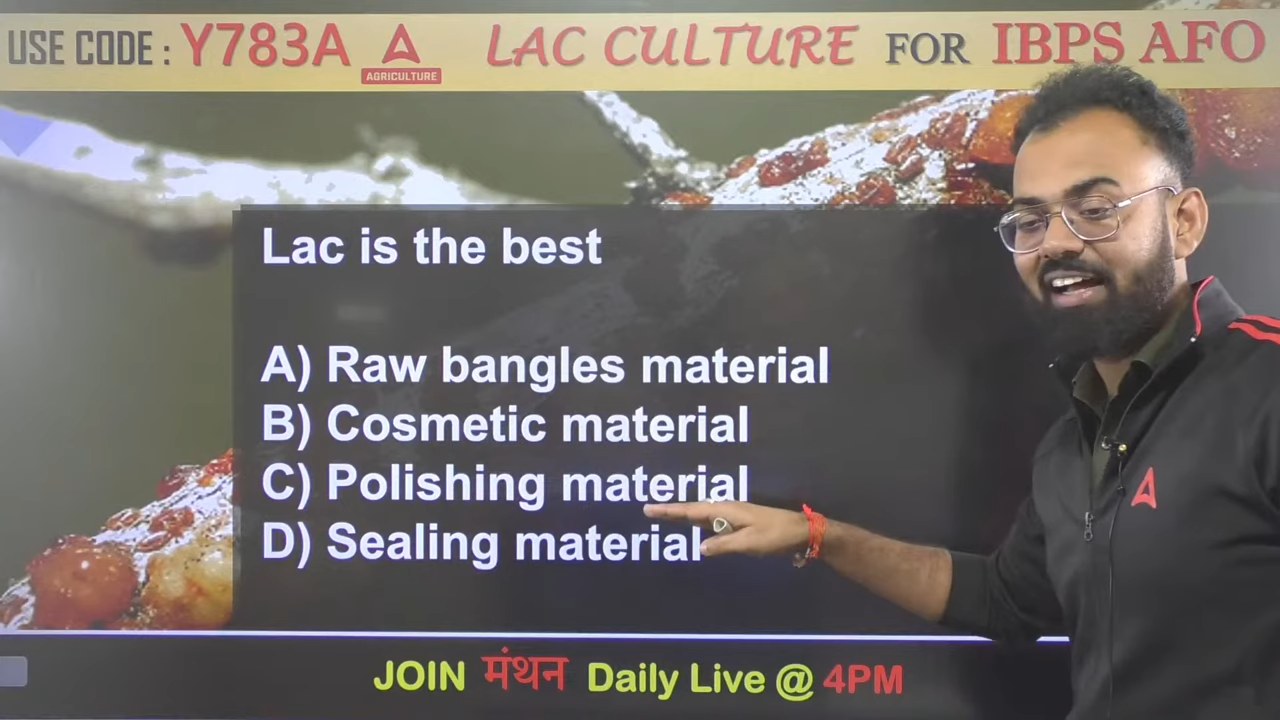 USE CODE : Y783A AGRICULTURE LAC CULTURE FOR IBPS AFO
Lac is the best
A) Raw bangles material
B) Cosmetic material
C) Polishing material
D) Sealing material
JOIN मंथन Daily Live @ 4PM